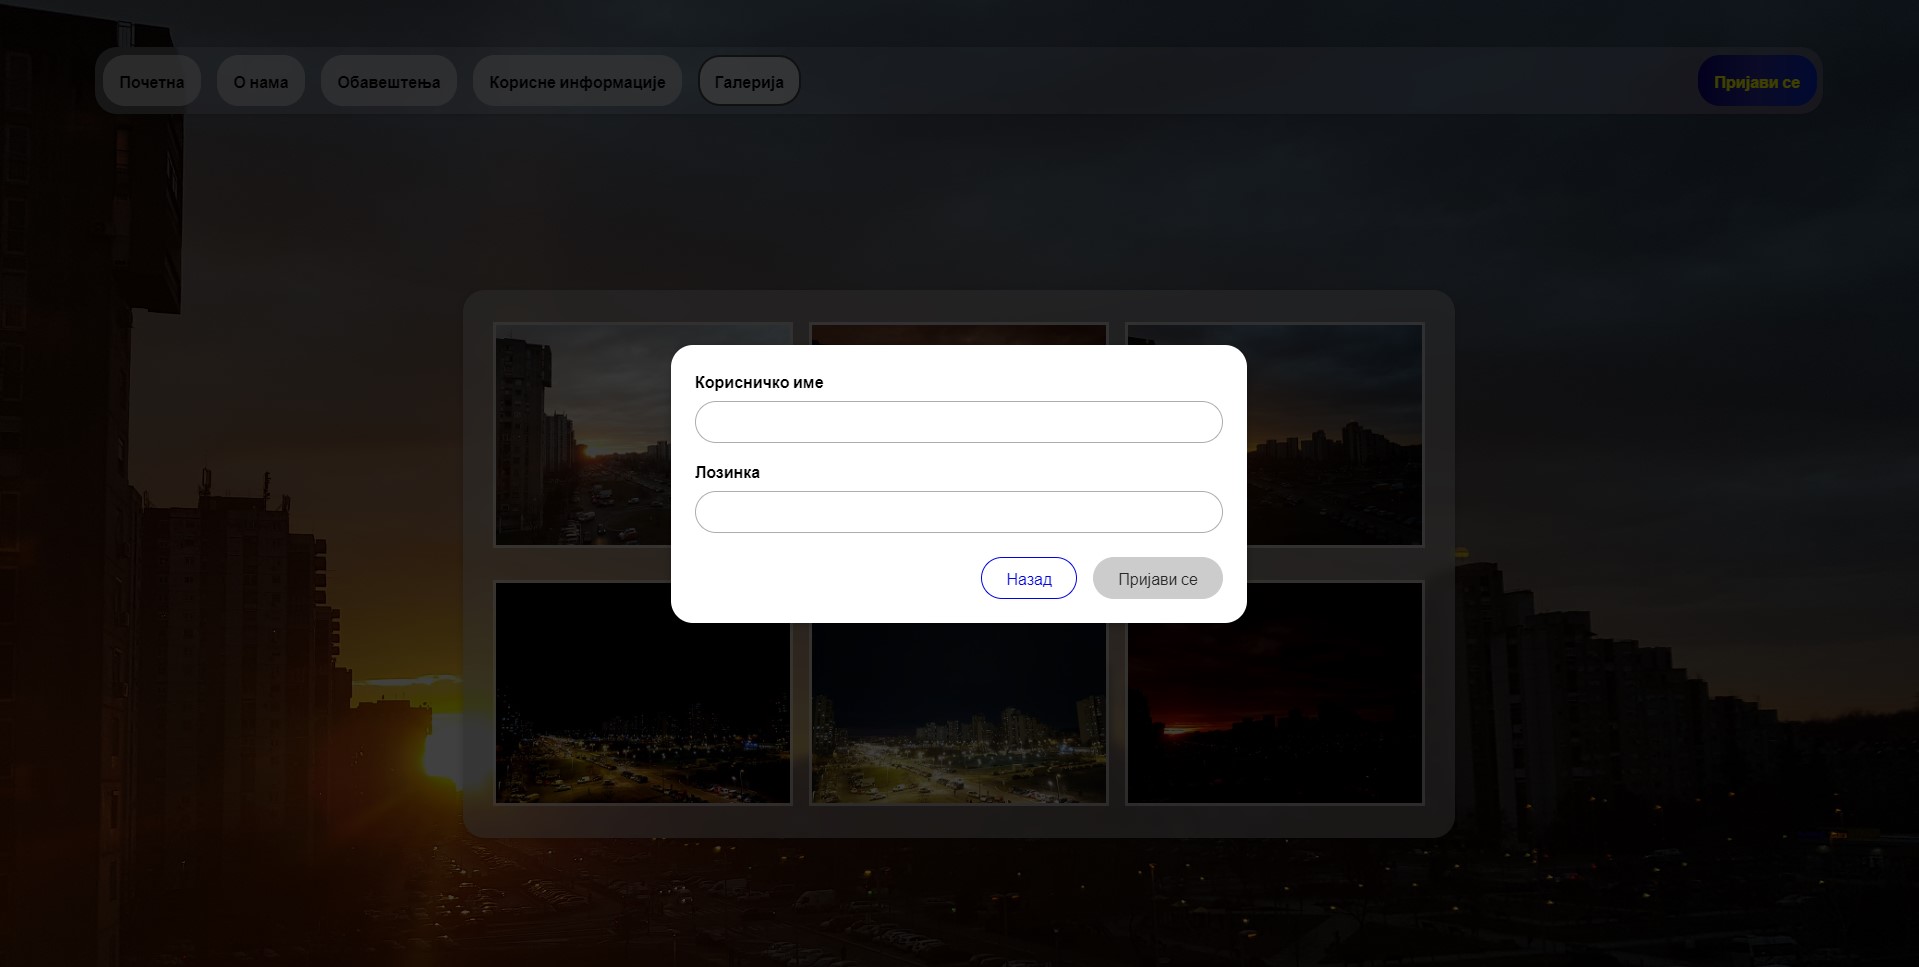 Почетна
О нама
Обавештења
Корисне информације
Галерија
Пријави се
Корисничко име
Лозинка
Назад
Пријави се